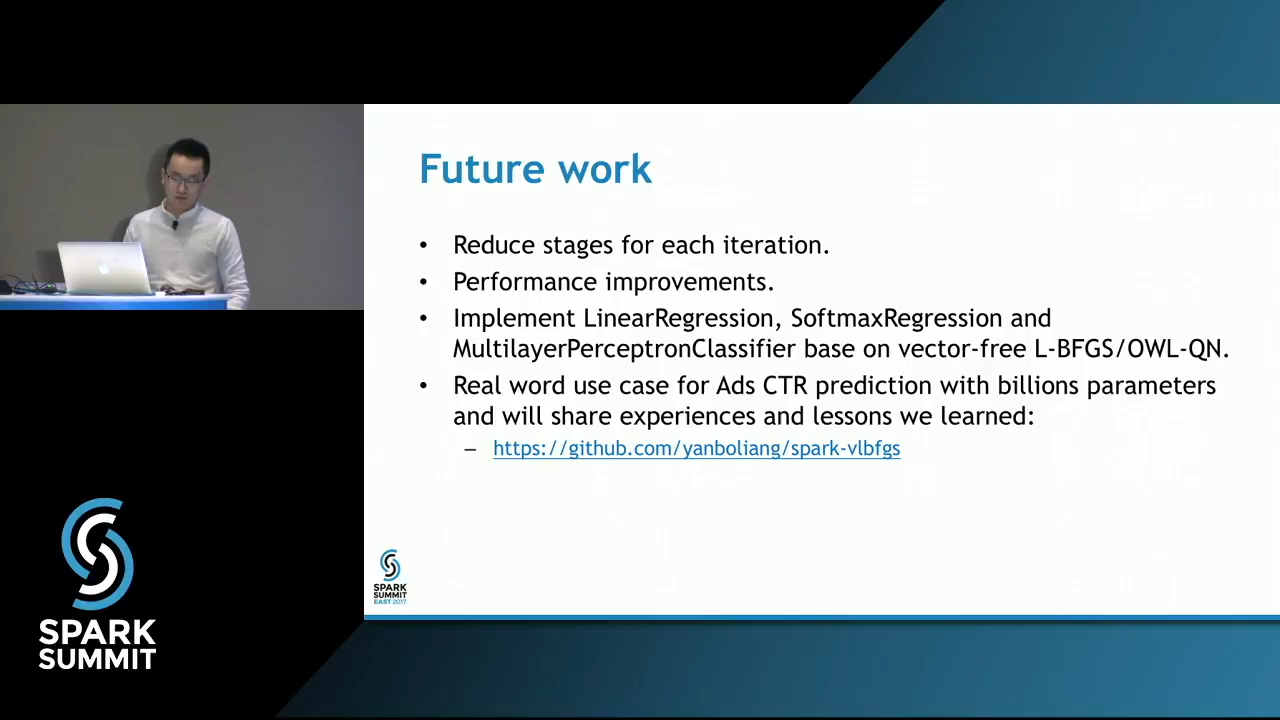 Future work
• Reduce stages for each iteration.
• Performance improvements.
• Implement LinearRegression, SoftmaxRegression and
MultilayerPerceptronClassifier base on vector-free L-BFGS/OWL-QN.
• Real word use case for Ads CTR prediction with billions parameters
and will share experiences and lessons we learned:
– https://github.com/yanboliang/spark-vlbfgs
SPARK
SUMMIT
EAST 2017
SPARK
SUMMIT